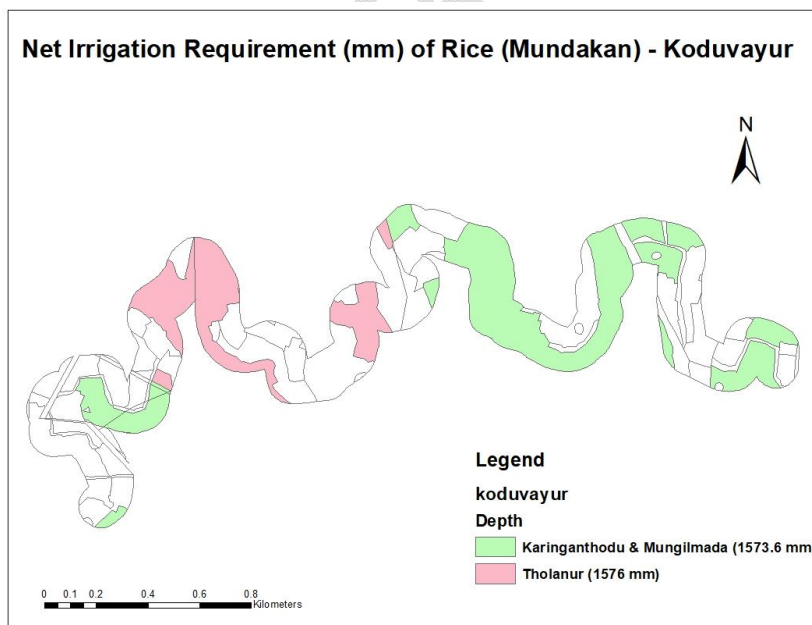 Net Irrigation Requirement (mm) of Rice (Mundakan) - Koduvayur
N
Legend
koduvayur
Depth
Karinganthodu & Mungilmada (1573.6 mm
Tholanur (1576 mm)
0 0.1 0.2 0.4 0.6 0.8
Kilometers